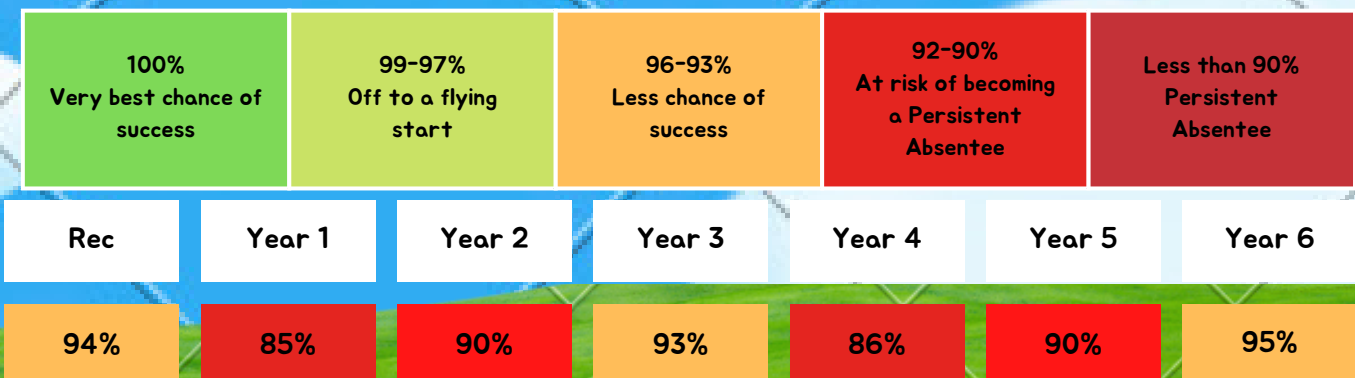 100%
Very best chance of
success
99-97%
Off to a flying
start
96-93%
Less chance of
success
92-90%
At risk of becoming
a Persistent
Absentee
Less than 90%
Persistent
Absentee
Rec
Year 1
Year 2
Year 3
Year 4
Year 5
Year 6
94%
85%
90%
93%
86%
90%
95%